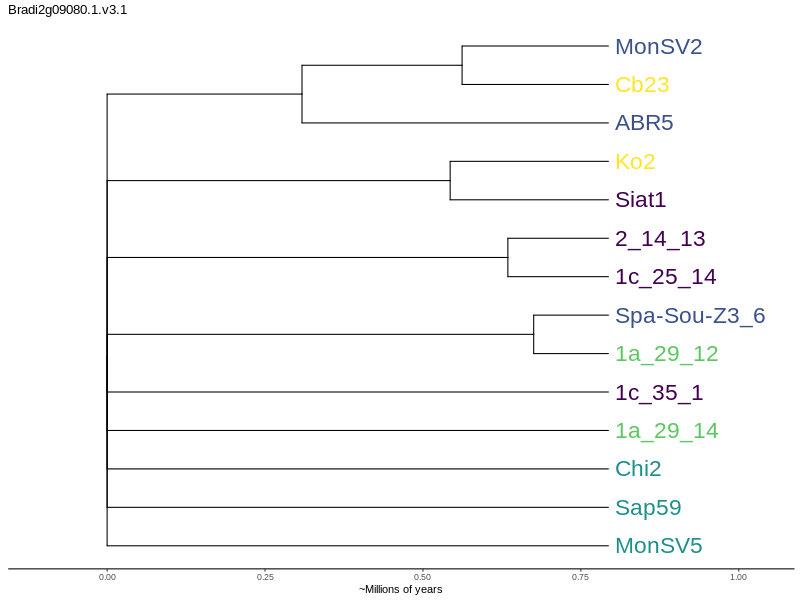 Bradi2g09080.1.v3.1
MonSV2
Cb23
ABR5
Ko2
Siat1
2_14_13
1c_25_14
Spa-Sou-Z3_6
1a_29_12
1c_35_1
1a_29_14
Chi2
Sap59
MonSV5
0.00 0.25 0.50 0.75 1.00
~Millions of years